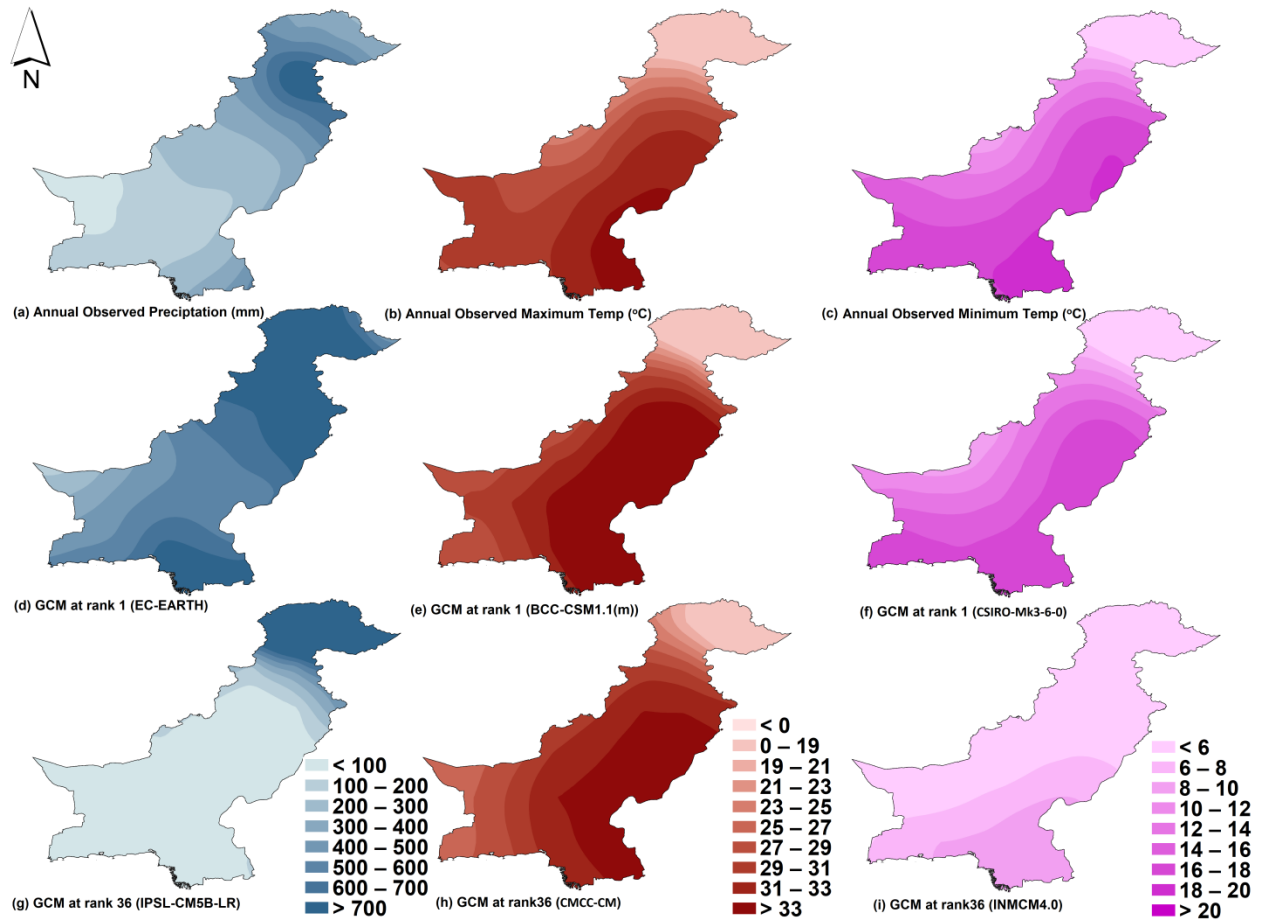 N
(a) Annual Observed Preciptation (mm)
(b) Annual Observed Maximum Temp (°C)
(c) Annual Observed Minimum Temp (°C)
(d) GCM at rank 1 (EC-EARTH)
(e) GCM at rank 1 (BCC-CSM1.1(m))
(f) GCM at rank 1 (CSIRO-Mk3-6-0)
< 100
100 – 200
200 – 300
300 – 400
400 – 500
500 – 600
600 – 700
> 700
< 0
0 – 19
19 – 21
21 – 23
23 – 25
25 – 27
27 – 29
29 – 31
31 – 33
> 33
< 6
6 – 8
8 – 10
10 – 12
12 – 14
14 – 16
16 – 18
18 – 20
> 20
(g) GCM at rank 36 (IPSL-CM5B-LR)
(h) GCM at rank36 (CMCC-CM)
(i) GCM at rank36 (INMCM4.0)